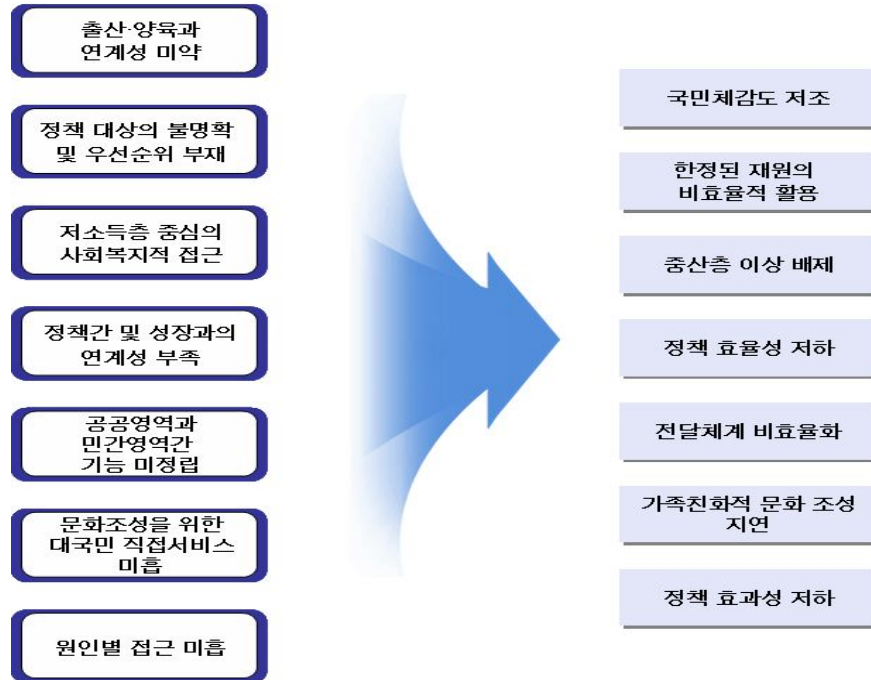 출산·양육과
연계성 미약
정책 대상의 불명확
및 우선순위 부재
저소득층 중심의
사회복지적 접근
정책간 및 성장과의
연계성 부족
공공영역과
민간영역간
기능 미정립
문화조성을 위한
대국민 직접서비스
미흡
원인별 접근 미흡
국민체감도 저조
한정된 재원의
비효율적 활용
중산층 이상 배제
정책 효율성 저하
전달체계 비효율화
가족친화적 문화 조성
지연
정책 효과성 저하